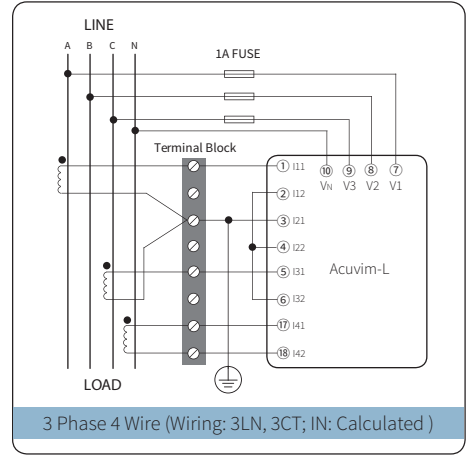 LINE
A B C N
1A FUSE
Terminal Block
1 I11
2 I12
3 I21
4 I22
5 I31
6 I32
17 I41
18 I42
10 9 8 7
VN V3 V2 V1
Acuvim-L
LOAD
3 Phase 4 Wire (Wiring: 3LN, 3CT; IN: Calculated )